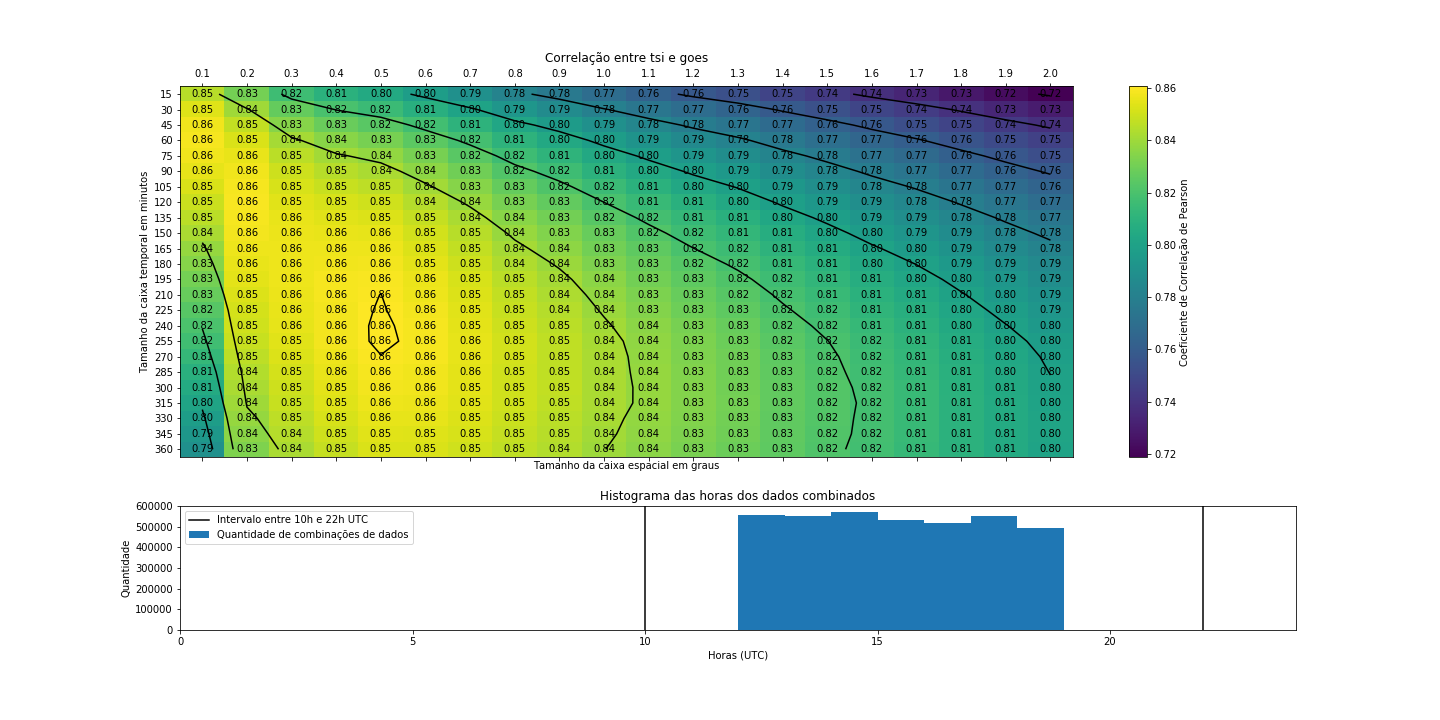 Correlação entre tsi e goes
0.1 0.2 0.3 0.4 0.5 0.6 0.7 0.8 0.9 1.0 1.1 1.2 1.3 1.4 1.5 1.6 1.7 1.8 1.9 2.0
15 0.85 0.83 0.82 0.81 0.80 0.80 0.79 0.78 0.78 0.77 0.76 0.76 0.75 0.75 0.74 0.74 0.73 0.73 0.72 0.72
30 0.85 0.84 0.83 0.82 0.82 0.81 0.80 0.79 0.79 0.78 0.77 0.77 0.76 0.76 0.75 0.75 0.74 0.74 0.73 0.73
45 0.86 0.85 0.83 0.83 0.82 0.82 0.81 0.80 0.80 0.79 0.78 0.78 0.77 0.77 0.76 0.76 0.75 0.75 0.74 0.74
60 0.86 0.85 0.84 0.84 0.83 0.83 0.82 0.81 0.80 0.80 0.79 0.79 0.78 0.78 0.77 0.77 0.76 0.76 0.75 0.75
75 0.86 0.86 0.85 0.84 0.84 0.83 0.82 0.82 0.81 0.80 0.80 0.79 0.79 0.78 0.78 0.77 0.77 0.76 0.76 0.75
90 0.86 0.86 0.85 0.85 0.84 0.84 0.83 0.82 0.82 0.81 0.80 0.80 0.79 0.79 0.78 0.78 0.77 0.77 0.76 0.76
105 0.85 0.86 0.85 0.85 0.85 0.84 0.83 0.83 0.82 0.82 0.81 0.80 0.80 0.79 0.79 0.78 0.78 0.77 0.77 0.76
120 0.85 0.86 0.86 0.85 0.85 0.84 0.84 0.83 0.83 0.82 0.81 0.81 0.80 0.80 0.79 0.79 0.78 0.78 0.77 0.77
135 0.85 0.86 0.86 0.85 0.85 0.85 0.84 0.84 0.83 0.82 0.82 0.81 0.81 0.80 0.80 0.79 0.79 0.78 0.78 0.77
150 0.84 0.86 0.86 0.86 0.85 0.85 0.84 0.84 0.83 0.83 0.82 0.82 0.81 0.81 0.80 0.80 0.79 0.79 0.78 0.78
165 0.84 0.86 0.86 0.86 0.86 0.85 0.85 0.84 0.84 0.83 0.83 0.82 0.82 0.81 0.81 0.80 0.80 0.79 0.79 0.78
180 0.83 0.86 0.86 0.86 0.86 0.85 0.85 0.84 0.84 0.83 0.83 0.82 0.82 0.81 0.81 0.80 0.80 0.79 0.79 0.79
195 0.83 0.85 0.86 0.86 0.86 0.86 0.85 0.85 0.84 0.84 0.83 0.83 0.82 0.82 0.81 0.81 0.80 0.80 0.79 0.79
210 0.83 0.85 0.86 0.86 0.86 0.86 0.85 0.85 0.84 0.84 0.83 0.83 0.82 0.82 0.81 0.81 0.81 0.80 0.80 0.79
225 0.82 0.85 0.86 0.86 0.86 0.86 0.85 0.85 0.84 0.84 0.83 0.83 0.82 0.82 0.82 0.81 0.81 0.80 0.80 0.79
240 0.82 0.85 0.86 0.86 0.86 0.86 0.85 0.85 0.85 0.84 0.84 0.83 0.83 0.82 0.82 0.81 0.81 0.80 0.80 0.80
255 0.82 0.85 0.85 0.86 0.86 0.86 0.85 0.85 0.85 0.84 0.84 0.83 0.83 0.82 0.82 0.82 0.81 0.81 0.80 0.80
270 0.81 0.85 0.85 0.86 0.86 0.86 0.85 0.85 0.85 0.84 0.84 0.83 0.83 0.83 0.82 0.82 0.81 0.81 0.80 0.80
285 0.81 0.84 0.85 0.86 0.86 0.86 0.85 0.85 0.85 0.84 0.84 0.83 0.83 0.83 0.82 0.82 0.81 0.81 0.80 0.80
300 0.81 0.84 0.85 0.85 0.86 0.86 0.85 0.85 0.85 0.84 0.84 0.83 0.83 0.83 0.82 0.82 0.81 0.81 0.81 0.80
315 0.80 0.84 0.85 0.85 0.86 0.86 0.85 0.85 0.85 0.84 0.84 0.83 0.83 0.83 0.82 0.82 0.81 0.81 0.81 0.80
330 0.80 0.84 0.85 0.85 0.85 0.85 0.85 0.85 0.85 0.84 0.84 0.83 0.83 0.83 0.82 0.82 0.81 0.81 0.81 0.80
345 0.79 0.84 0.84 0.85 0.85 0.85 0.85 0.85 0.84 0.84 0.84 0.83 0.83 0.83 0.82 0.82 0.81 0.81 0.81 0.80
360 0.79 0.83 0.84 0.85 0.85 0.85 0.85 0.85 0.84 0.84 0.84 0.83 0.83 0.83 0.82 0.82 0.81 0.81 0.80 0.80
Tamanho da caixa temporal em minutos
Tamanho da caixa espacial em graus
0.86
0.84
0.82
0.80
0.78
0.76
0.74
0.72
Coeficiente de Correlação de Pearson
Histograma das horas dos dados combinados
Intervalo entre 10h e 22h UTC
Quantidade de combinações de dados
600000
500000
400000
300000
200000
100000
0
Quantidade
0 5 10 15 20
Horas (UTC)